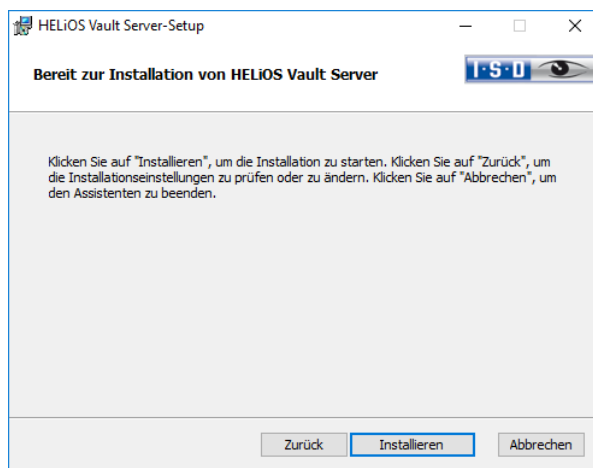 HELiOS Vault Server-Setup
Bereit zur Installation von HELiOS Vault Server
I·S·D
Klicken Sie auf "Installieren", um die Installation zu starten. Klicken Sie auf "Zurück", um
die Installationseinstellungen zu prüfen oder zu ändern. Klicken Sie auf "Abbrechen", um
den Assistenten zu beenden.
Zurück Installieren Abbrechen